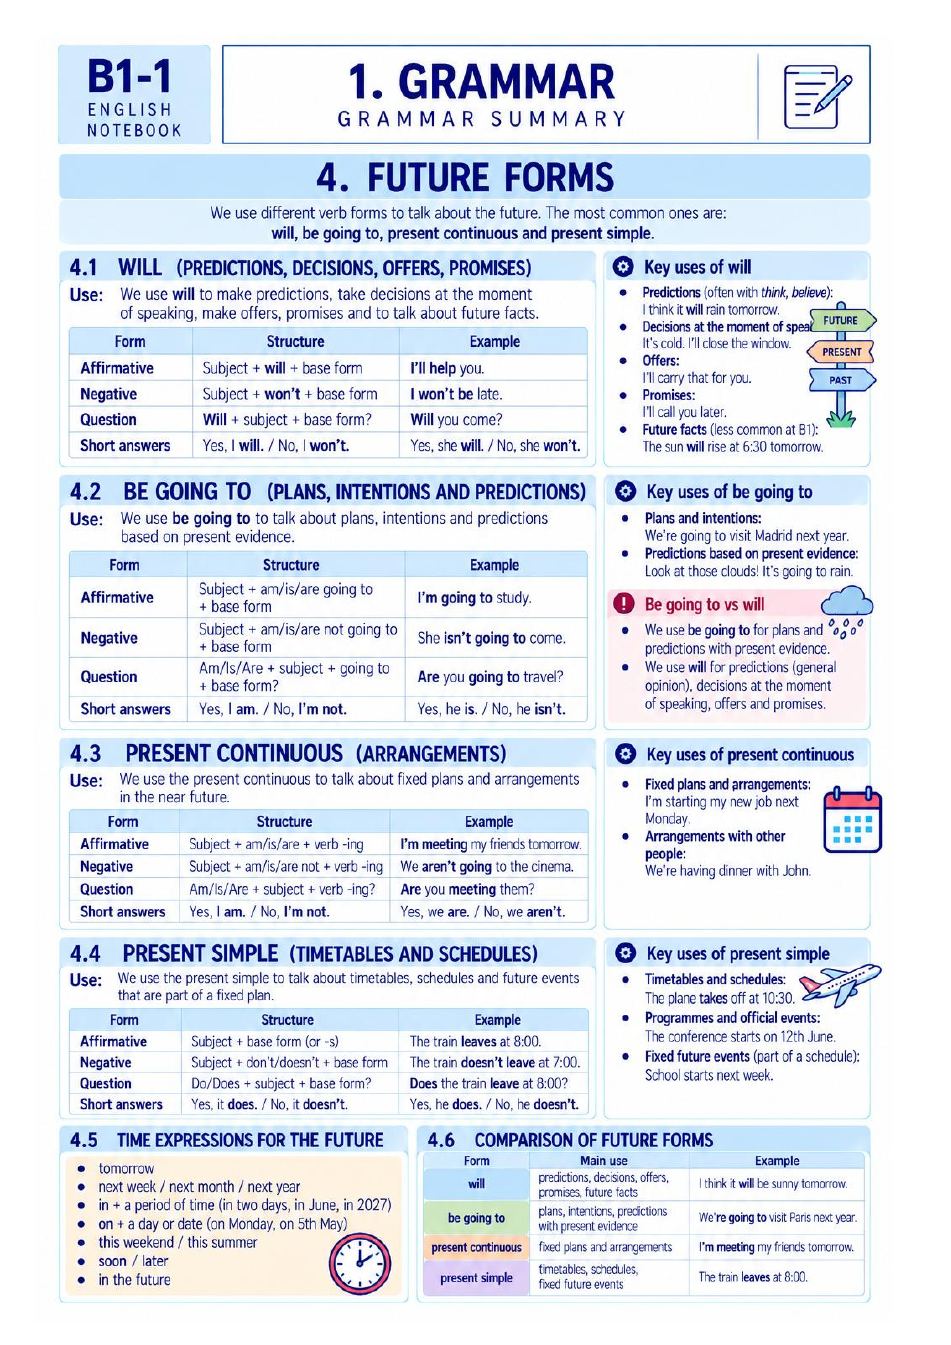 B1-1
ENGLISH
NOTEBOOK
1. GRAMMAR
GRAMMAR SUMMARY
4. FUTURE FORMS
We use different verb forms to talk about the future. The most common ones are:
will, be going to, present continuous and present simple.
4.1 WILL (PREDICTIONS, DECISIONS, OFFERS, PROMISES)
Use: We use will to make predictions, take decisions at the moment
of speaking, make offers, promises and to talk about future facts.
Form Structure Example
Affirmative Subject + will + base form I'll help you.
Negative Subject + won't + base form I won't be late.
Question Will + subject + base form? Will you come?
Short answers Yes, I will. / No, I won't. Yes, she will. / No, she won't.
Key uses of will
• Predictions (often with think, believe):
I think it will rain tomorrow.
• Decisions at the moment of spea
It's cold. I'll close the window.
• Offers:
I'll carry that for you.
• Promises:
I'll call you later.
• Future facts (less common at B1):
The sun will rise at 6:30 tomorrow.
FUTURE
PRESENT
PAST
4.2 BE GOING TO (PLANS, INTENTIONS AND PREDICTIONS)
Use: We use be going to to talk about plans, intentions and predictions
based on present evidence.
Form Structure Example
Affirmative Subject + am/is/are going to
+ base form I'm going to study.
Negative Subject + am/is/are not going to
+ base form She isn't going to come.
Question Am/Is/Are + subject + going to
+ base form? Are you going to travel?
Short answers Yes, I am. / No, I'm not. Yes, he is. / No, he isn't.
Key uses of be going to
• Plans and intentions:
We're going to visit Madrid next year.
• Predictions based on present evidence:
Look at those clouds! It's going to rain.
! Be going to vs will
• We use be going to for plans and
predictions with present evidence.
• We use will for predictions (general
opinion), decisions at the moment
of speaking, offers and promises.
4.3 PRESENT CONTINUOUS (ARRANGEMENTS)
Use: We use the present continuous to talk about fixed plans and arrangements
in the near future.
Form Structure Example
Affirmative Subject + am/is/are + verb -ing I'm meeting my friends tomorrow.
Negative Subject + am/is/are not + verb -ing We aren't going to the cinema.
Question Am/Is/Are + subject + verb -ing? Are you meeting them?
Short answers Yes, I am. / No, I'm not. Yes, we are. / No, we aren't.
Key uses of present continuous
• Fixed plans and arrangements:
I'm starting my new job next
Monday.
• Arrangements with other
people:
We're having dinner with John.
4.4 PRESENT SIMPLE (TIMETABLES AND SCHEDULES)
Use: We use the present simple to talk about timetables, schedules and future events
that are part of a fixed plan.
Form Structure Example
Affirmative Subject + base form (or -s) The train leaves at 8:00.
Negative Subject + don't/doesn't + base form The train doesn't leave at 7:00.
Question Do/Does + subject + base form? Does the train leave at 8:00?
Short answers Yes, it does. / No, it doesn't. Yes, he does. / No, he doesn't.
Key uses of present simple
• Timetables and schedules:
The plane takes off at 10:30.
• Programmes and official events:
The conference starts on 12th June.
• Fixed future events (part of a schedule):
School starts next week.
4.5 TIME EXPRESSIONS FOR THE FUTURE
• tomorrow
• next week / next month / next year
• in + a period of time (in two days, in June, in 2027)
• on + a day or date (on Monday, on 5th May)
• this weekend / this summer
• soon / later
• in the future
4.6 COMPARISON OF FUTURE FORMS
Form Main use Example
will predictions, decisions, offers,
promises, future facts I think it will be sunny tomorrow.
be going to plans, intentions, predictions
with present evidence We're going to visit Paris next year.
present continuous fixed plans and arrangements I'm meeting my friends tomorrow.
present simple timetables, schedules,
fixed future events The train leaves at 8:00.